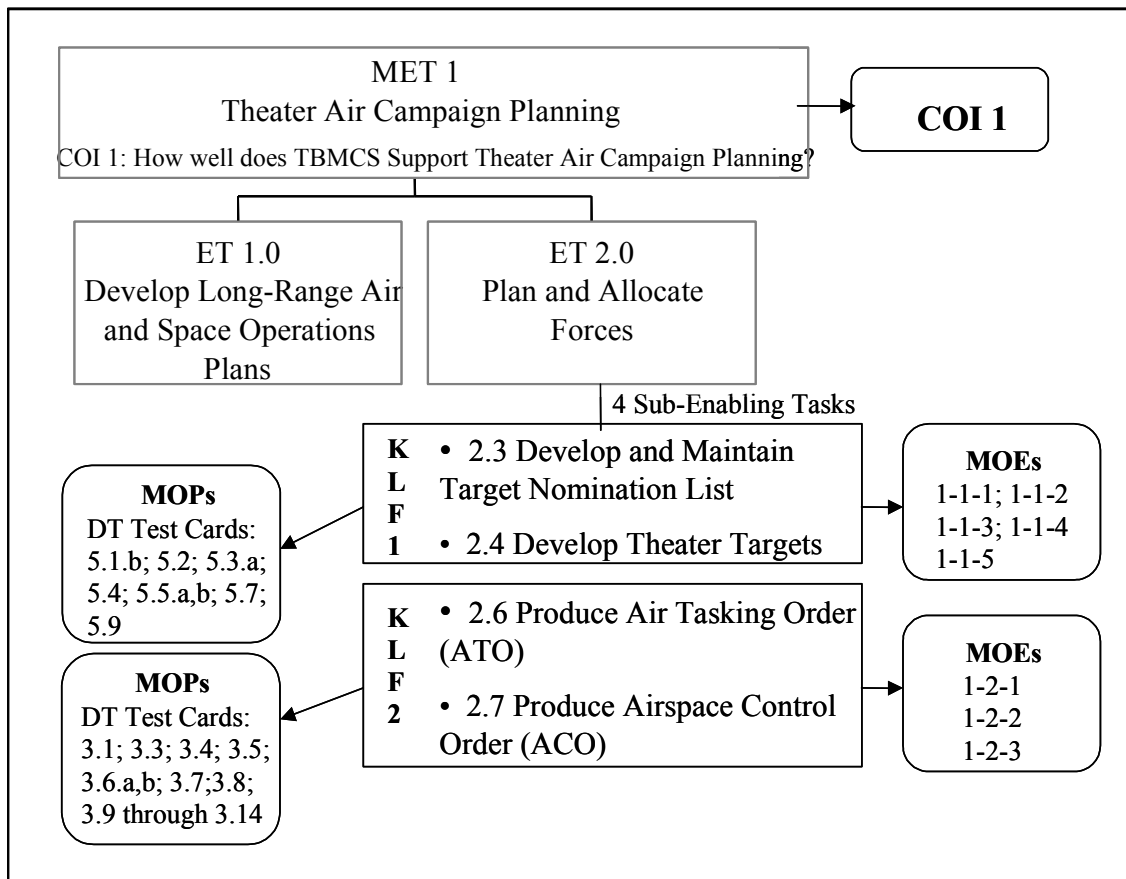 MET 1
Theater Air Campaign Planning
COI 1: How well does TBMCS Support Theater Air Campaign Planning?
COI 1
ET 1.0
Develop Long-Range Air
and Space Operations
Plans
ET 2.0
Plan and Allocate
Forces
4 Sub-Enabling Tasks
K
L
F
1
• 2.3 Develop and Maintain
Target Nomination List
• 2.4 Develop Theater Targets
MOPs
DT Test Cards:
5.1.b; 5.2; 5.3.a;
5.4; 5.5.a,b; 5.7;
5.9
MOEs
1-1-1; 1-1-2
1-1-3; 1-1-4
1-1-5
K
L
F
2
• 2.6 Produce Air Tasking Order
(ATO)
• 2.7 Produce Airspace Control
Order (ACO)
MOPs
DT Test Cards:
3.1; 3.3; 3.4; 3.5;
3.6.a,b; 3.7;3.8;
3.9 through 3.14
MOEs
1-2-1
1-2-2
1-2-3